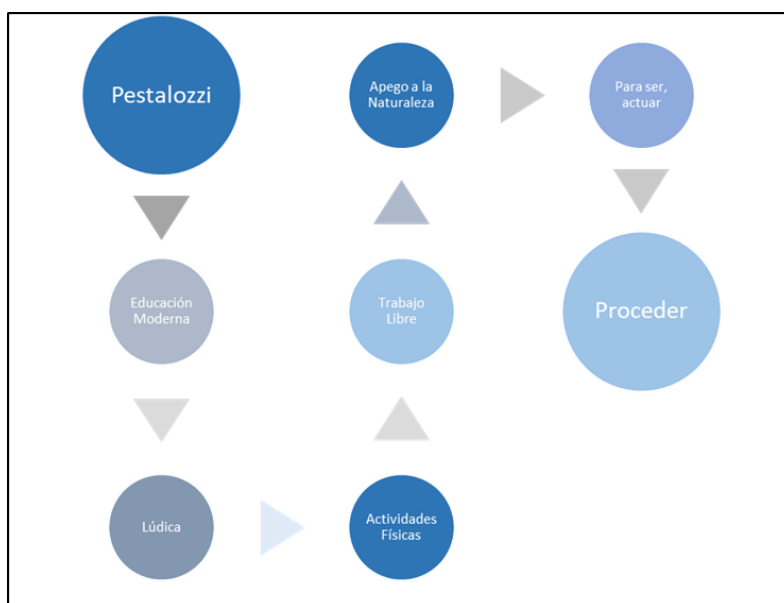 Pestalozzi
Educación
Moderna
Lúdica
Actividades
Físicas
Trabajo
Libre
Apego a la
Naturaleza
Para ser,
actuar
Proceder